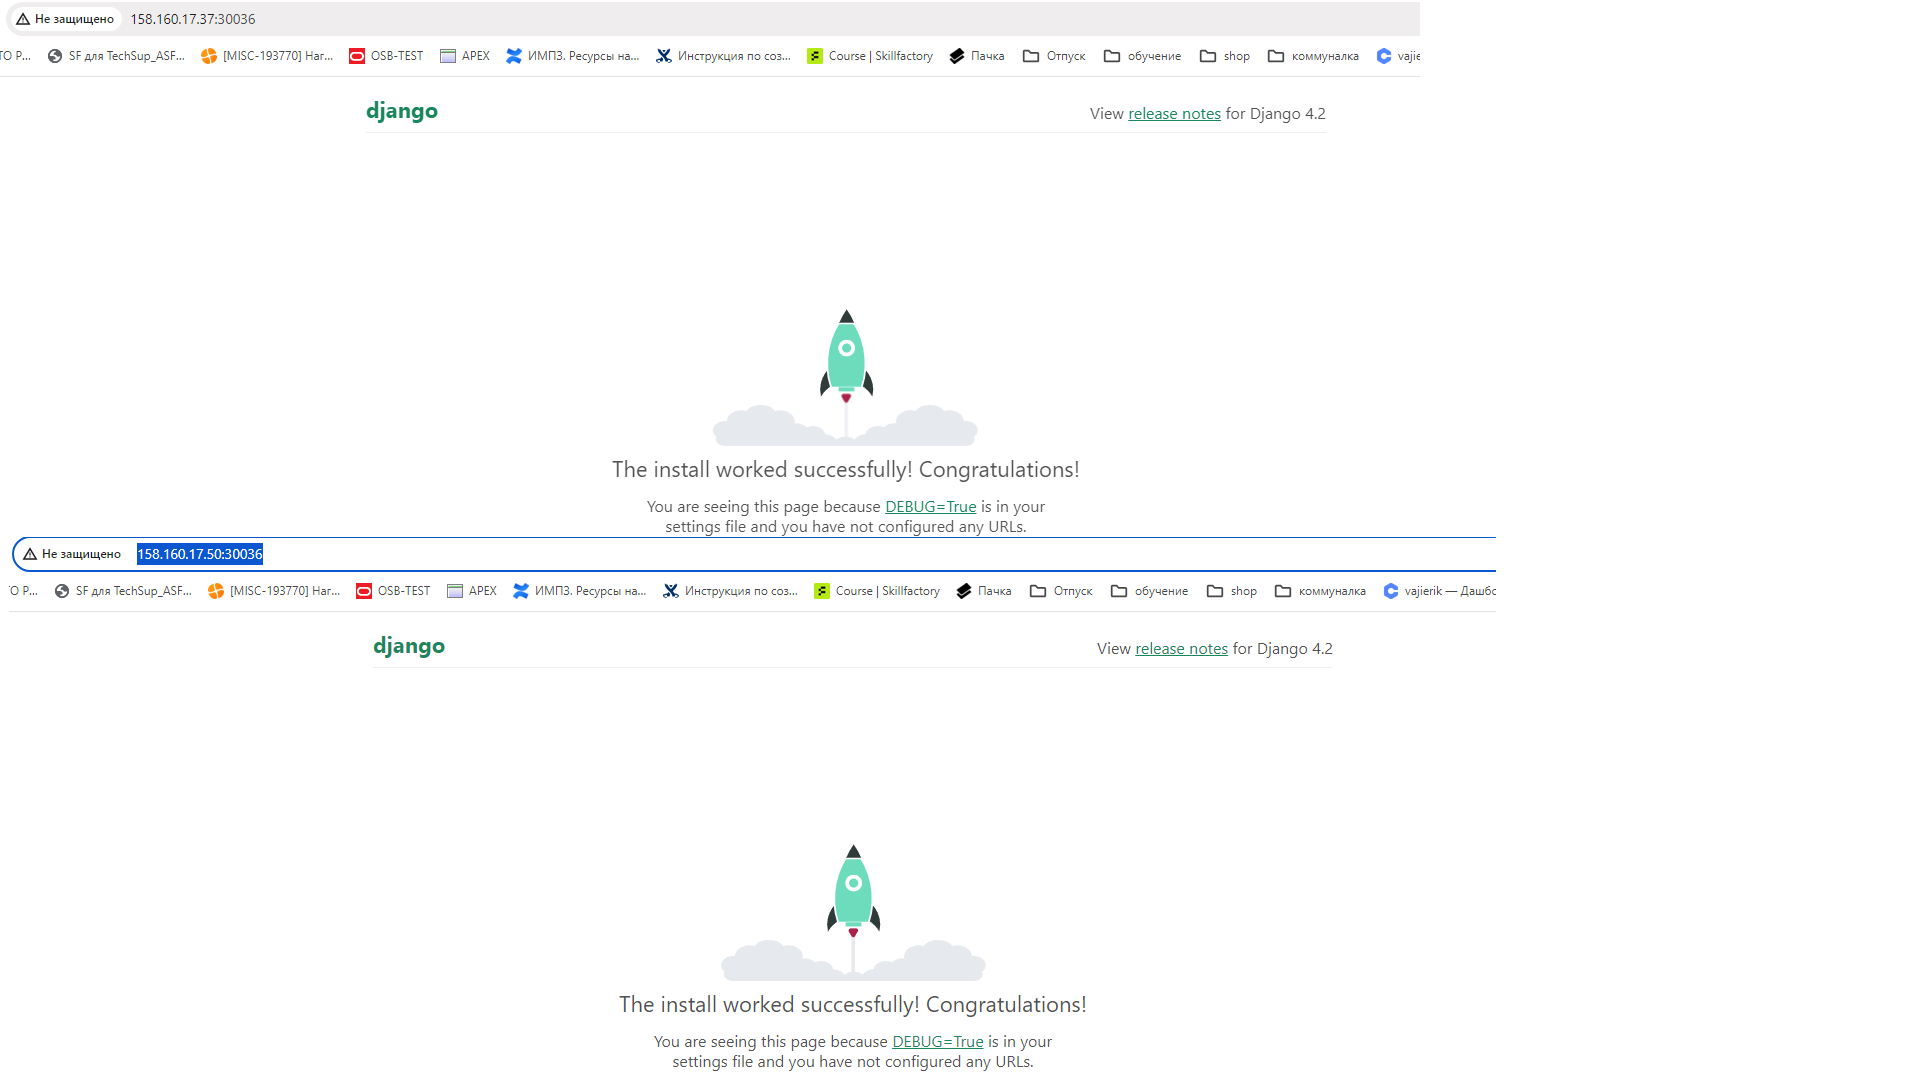 Не защищено 158.160.17.37:30036
TO P... SF для TechSup_ASF... [MISC-193770] Наг... OSB-TEST APEX ИМПЗ. Ресурсы на... Инструкция по соз... Course | Skillfactory Пачка Отпуск обучение shop коммуналка vajie
django View release notes for Django 4.2
The install worked successfully! Congratulations!
You are seeing this page because DEBUG=True is in your
settings file and you have not configured any URLs.
Не защищено 158.160.17.50:30036
TO P... SF для TechSup_ASF... [MISC-193770] Наг... OSB-TEST APEX ИМПЗ. Ресурсы на... Инструкция по соз... Course | Skillfactory Пачка Отпуск обучение shop коммуналка vajierik — Дашбо
django View release notes for Django 4.2
The install worked successfully! Congratulations!
You are seeing this page because DEBUG=True is in your
settings file and you have not configured any URLs.